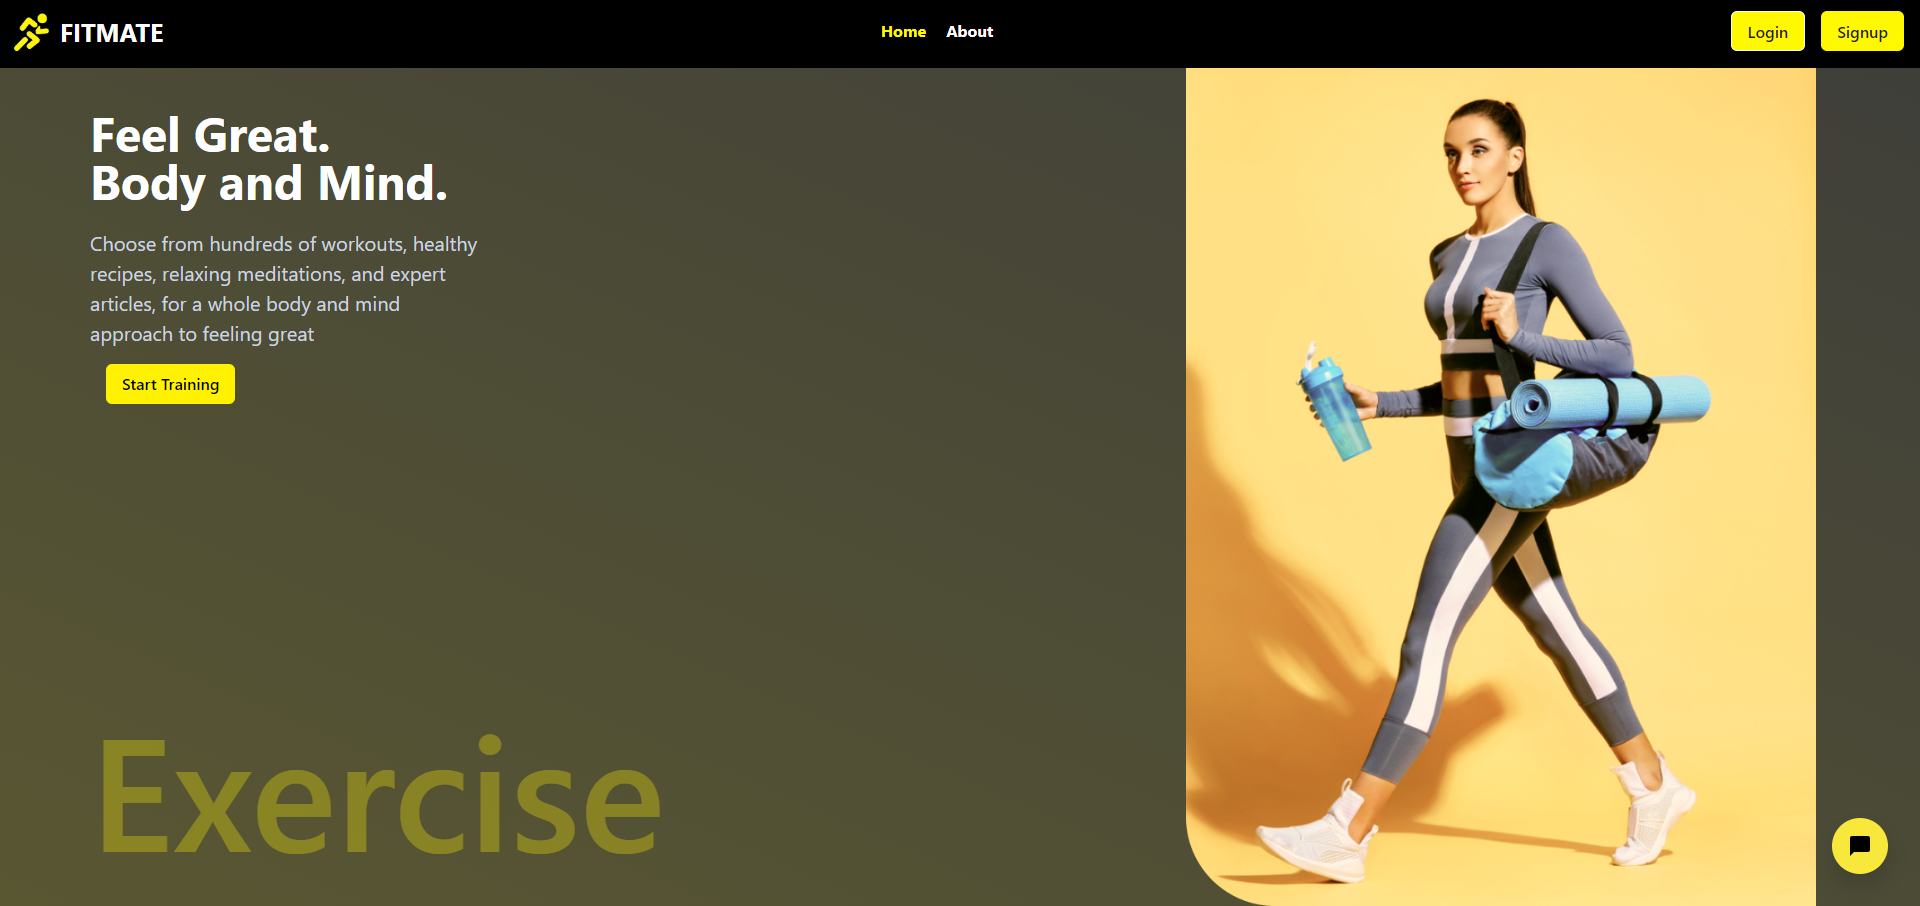 FITMATE
Home
About
Login
Signup
Feel Great.
Body and Mind.
Choose from hundreds of workouts, healthy
recipes, relaxing meditations, and expert
articles, for a whole body and mind
approach to feeling great
Start Training
Exercise